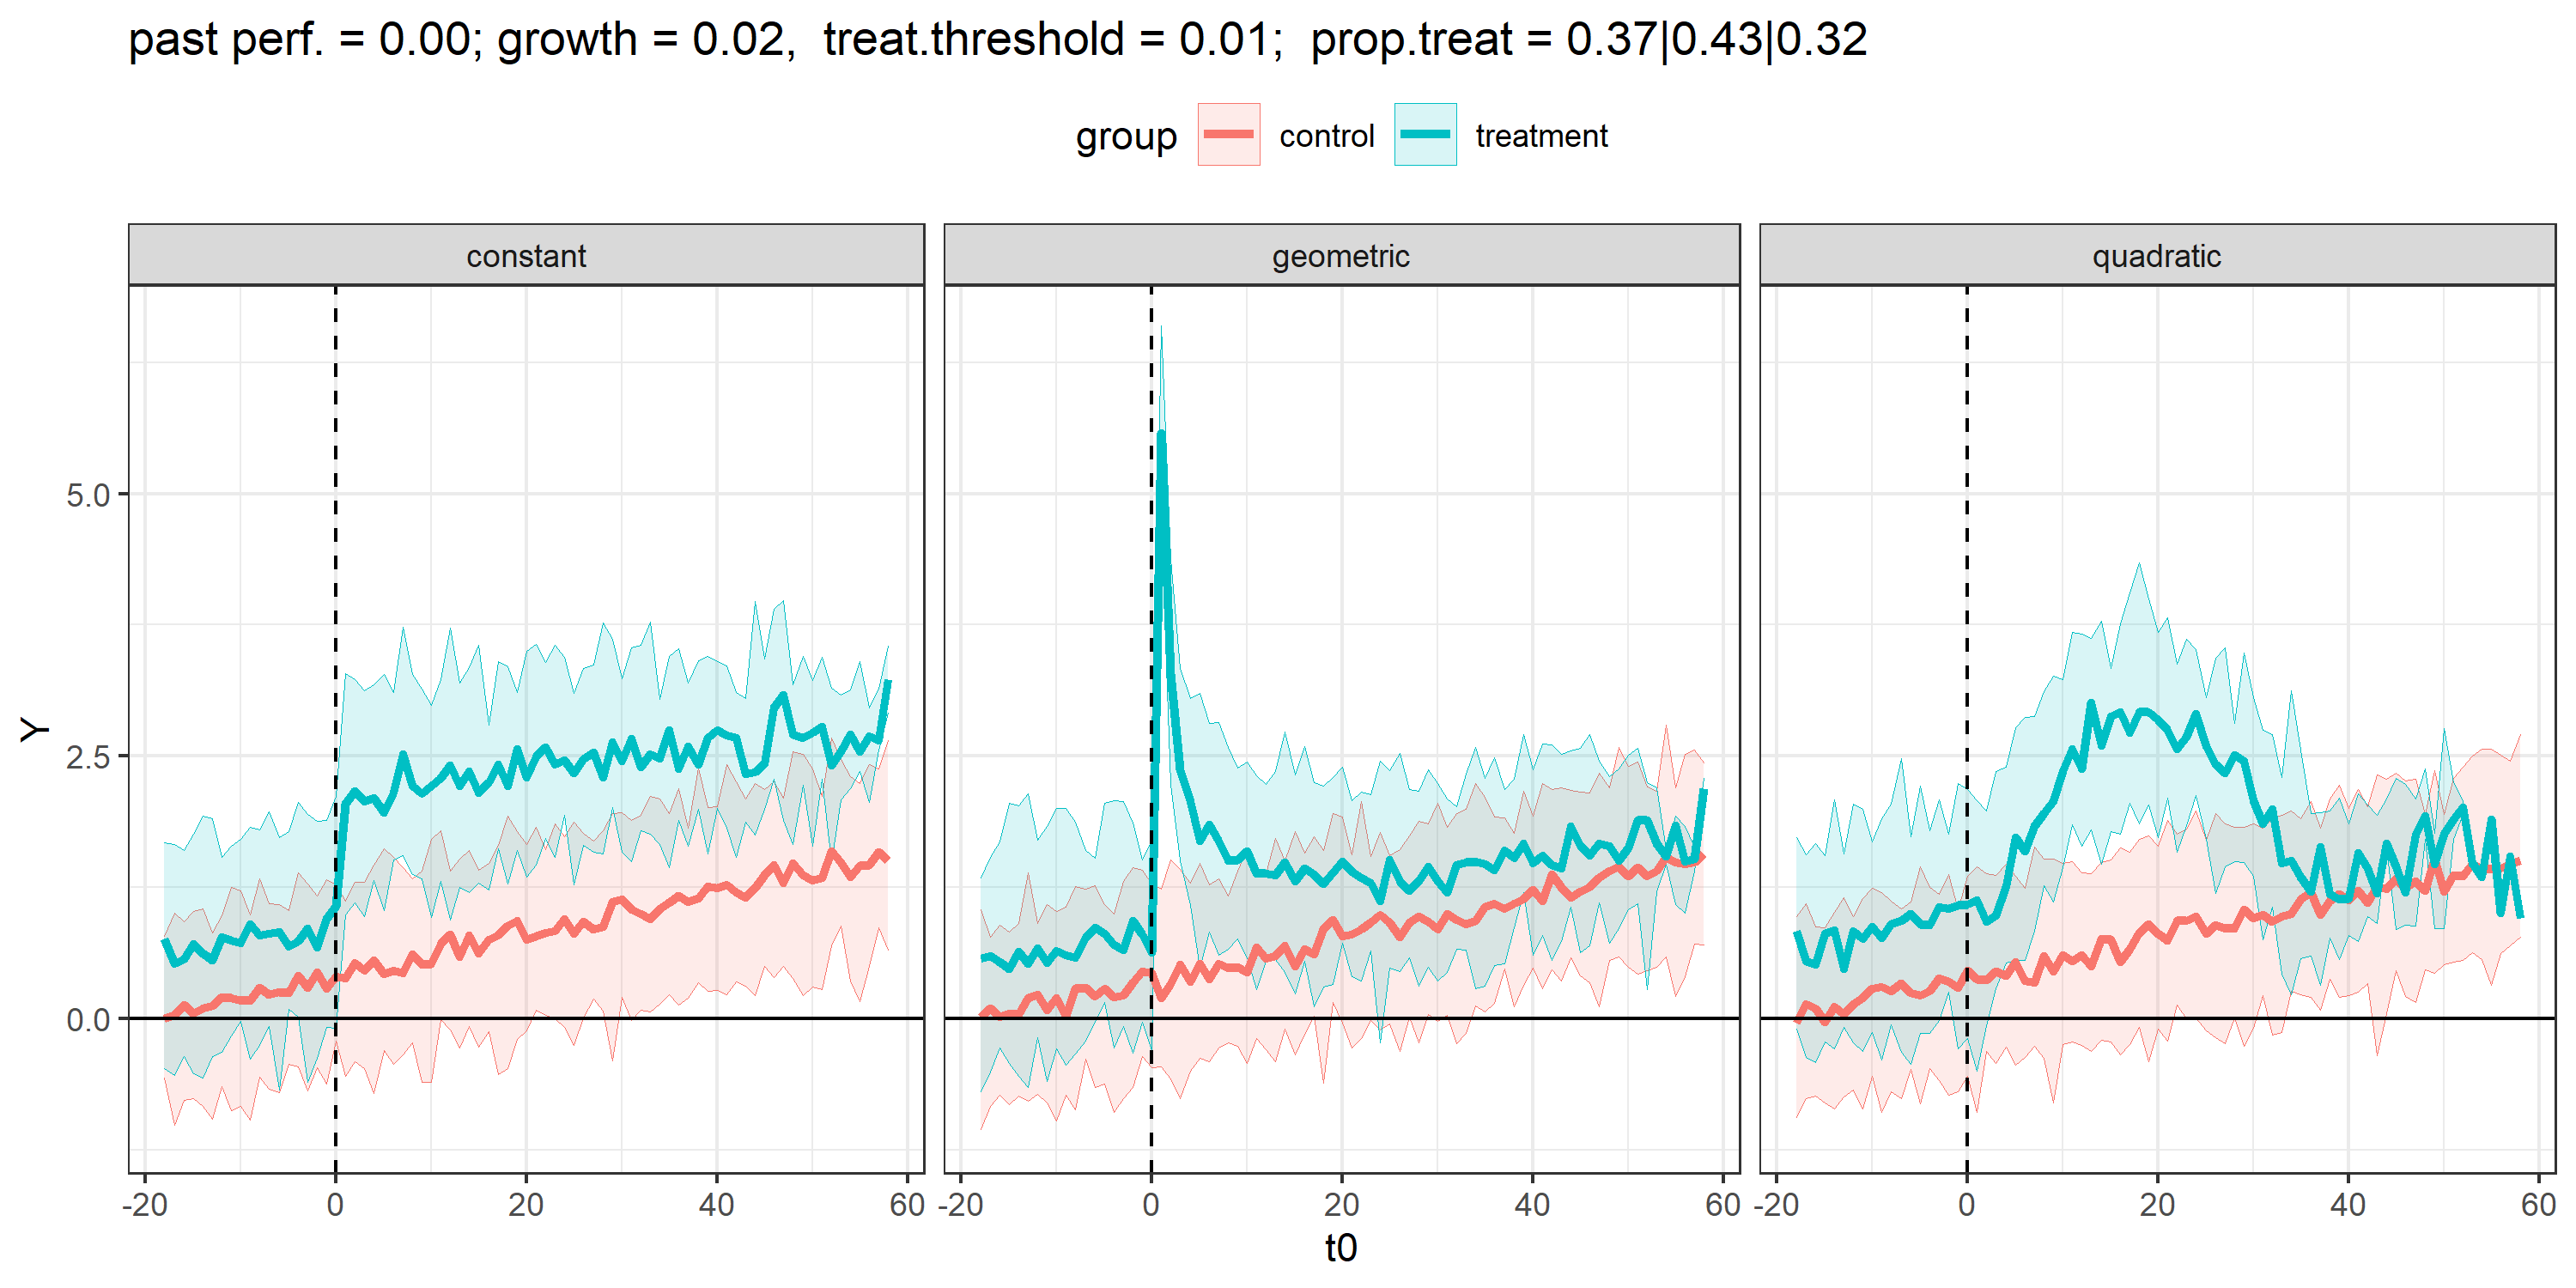 past perf. = 0.00; growth = 0.02,  treat.threshold = 0.01;  prop.treat = 0.37|0.43|0.32
group control treatment
constant geometric quadratic
Y
5.0
2.5
0.0
-20 0 20 40 60 -20 0 20 40 60 -20 0 20 40 60
t0